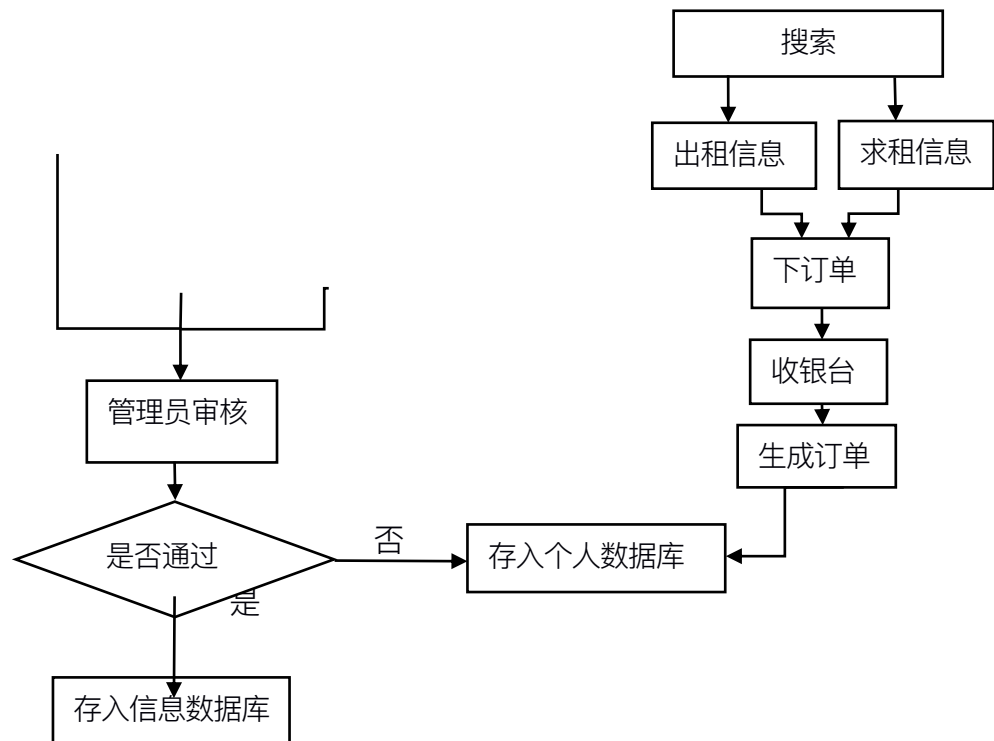 搜索
出租信息
求租信息
下订单
收银台
管理员审核
生成订单
否
是否通过
存入个人数据库
是
存入信息数据库